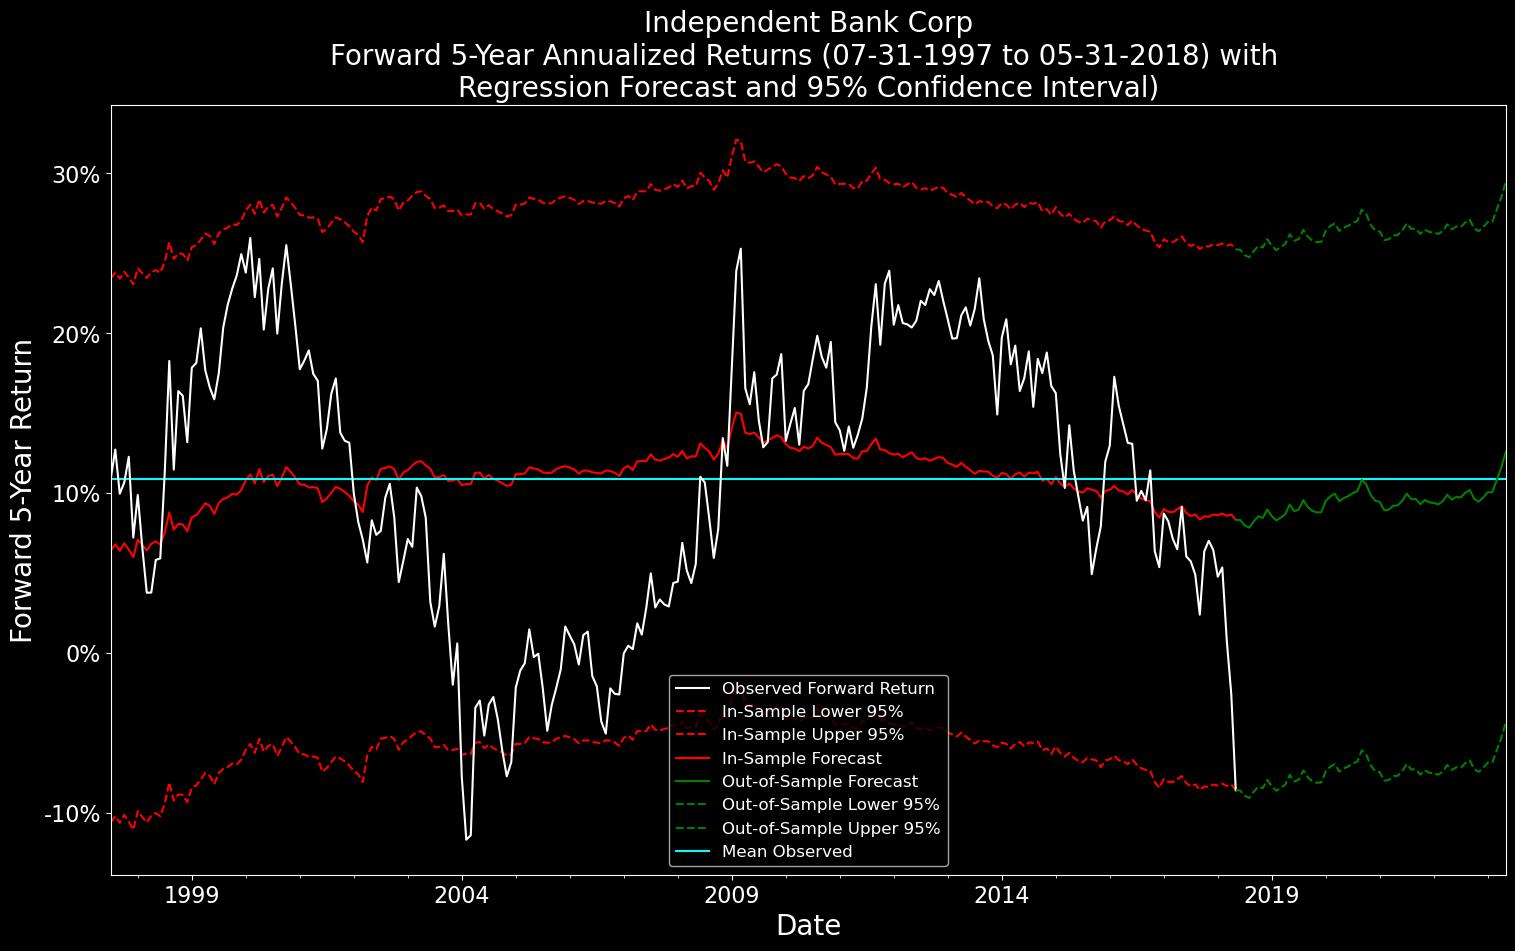 Independent Bank Corp
Forward 5-Year Annualized Returns (07-31-1997 to 05-31-2018) with
Regression Forecast and 95% Confidence Interval)
Forward 5-Year Return
30%
20%
10%
0%
-10%
Observed Forward Return
In-Sample Lower 95%
In-Sample Upper 95%
In-Sample Forecast
Out-of-Sample Forecast
Out-of-Sample Lower 95%
Out-of-Sample Upper 95%
Mean Observed
1999 2004 2009 2014 2019
Date